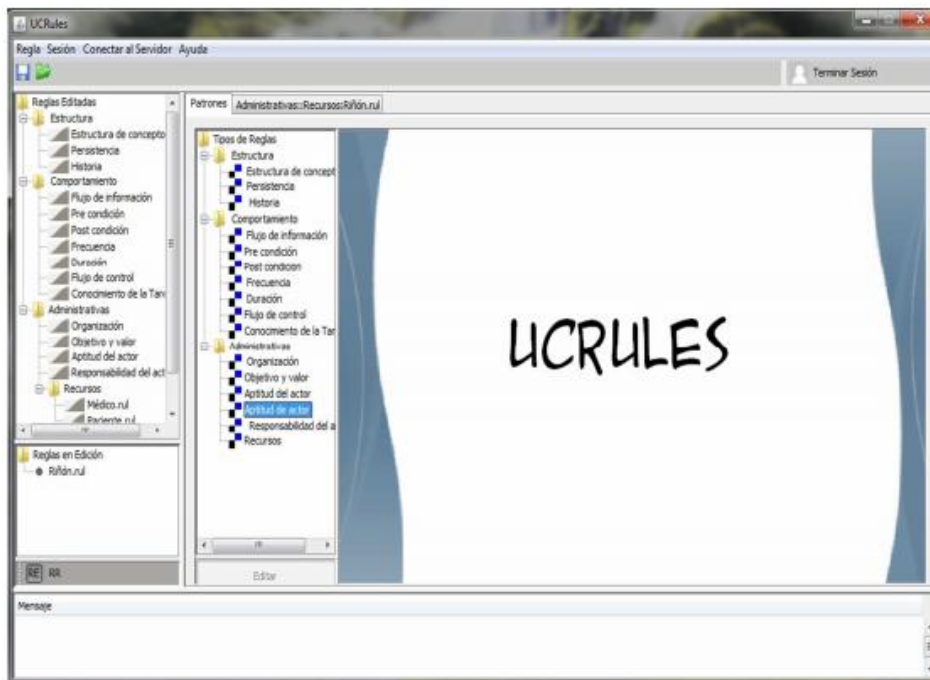 UCRules
Regla Sesión Conectar al Servidor Ayuda
Terminar Sesión
Reglas Editadas
Estructura
Estructura de concepto
Persistencia
Historia
Comportamiento
Flujo de información
Pre condición
Post condición
Frecuencia
Duración
Flujo de control
Conocimiento de la Tare
Administrativas
Organización
Objetivo y valor
Aptitud del actor
Responsabilidad del act
Recursos
Médico.rul
Paciente.rul
Reglas en Edición
Riñón.rul
RE RR
Patrones Administrativas::Recursos:Riñón.rul
Tipos de Reglas
Estructura
Estructura de concept
Persistencia
Historia
Comportamiento
Flujo de información
Pre condición
Post condicion
Frecuencia
Duración
Flujo de control
Conocimiento de la Tar
Administrativas
Organización
Objetivo y valor
Aptitud del actor
Aptitud de actor
Responsabilidad del a
Recursos
Editar
UCRULES
Mensaje